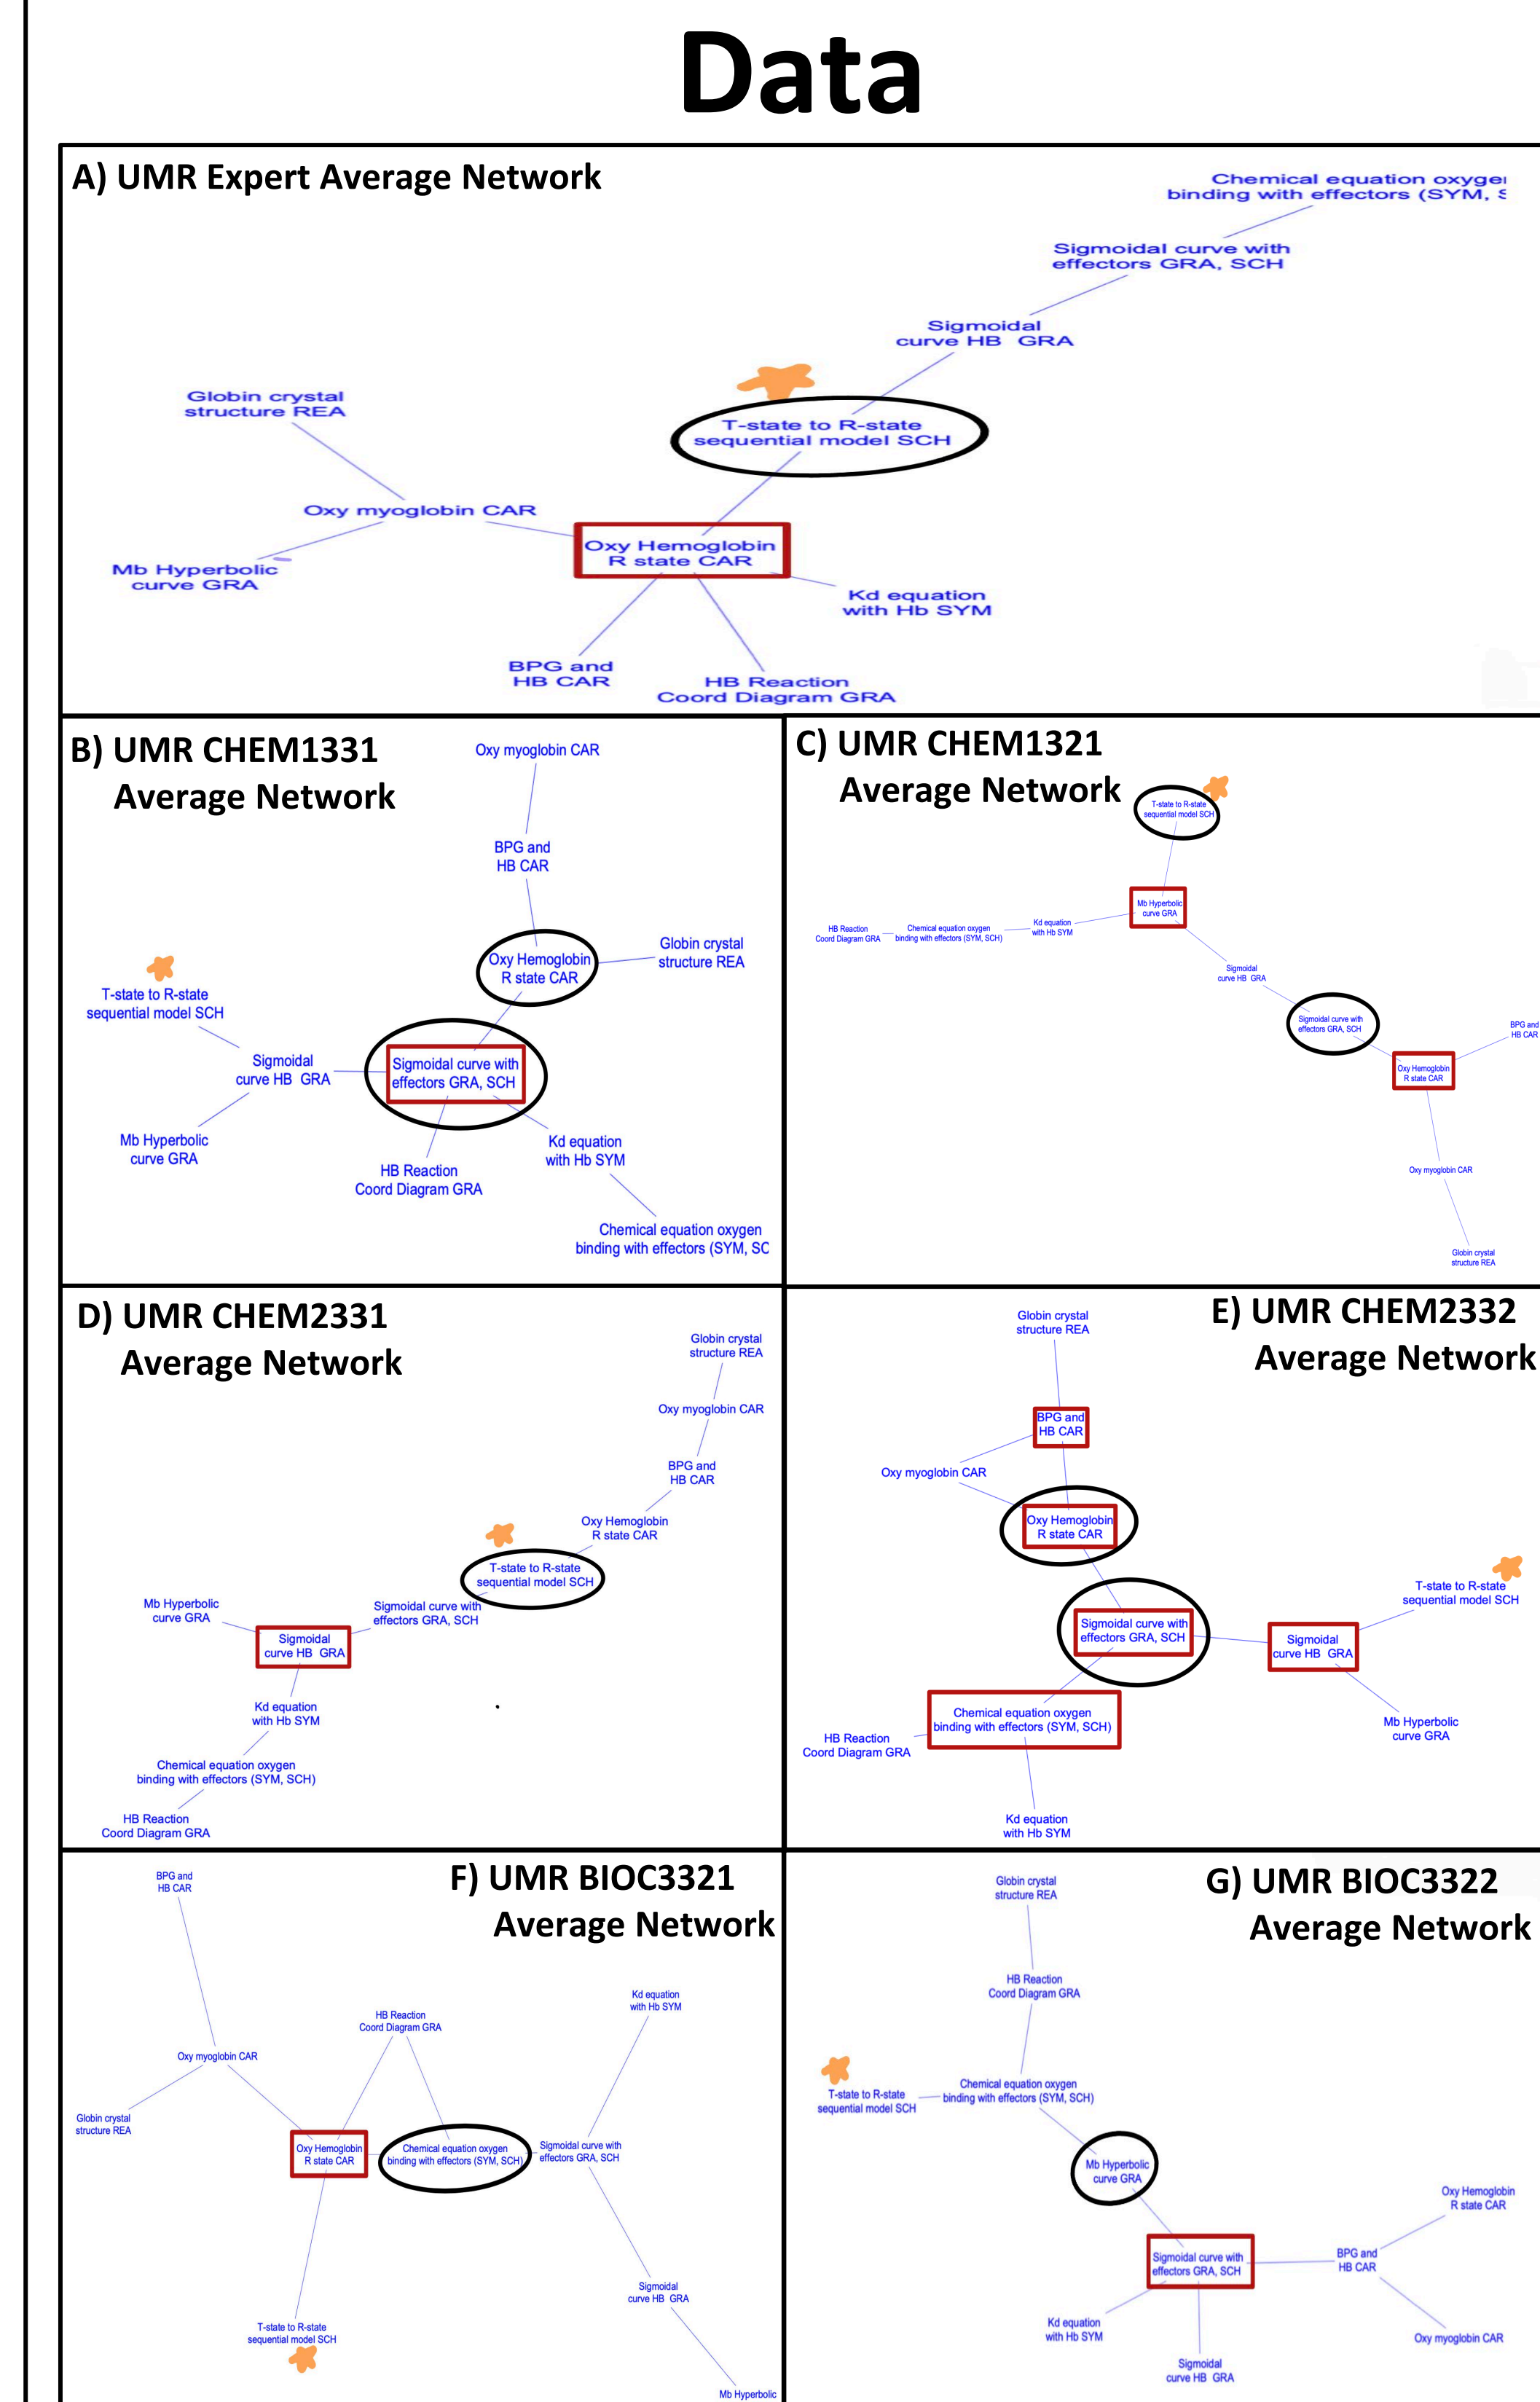 Data
A) UMR Expert Average Network
Chemical equation oxyge
binding with effectors (SYM, S
Sigmoidal curve with
effectors GRA, SCH
Sigmoidal
curve HB GRA
Globin crystal
structure REA
T-state to R-state
sequential model SCH
Oxy myoglobin CAR
Oxy Hemoglobin
R state CAR
Mb Hyperbolic
curve GRA
Kd equation
with Hb SYM
BPG and
HB CAR
HB Reaction
Coord Diagram GRA
B) UMR CHEM1331
Average Network
Oxy myoglobin CAR
BPG and
HB CAR
Oxy Hemoglobin
R state CAR
Globin crystal
structure REA
T-state to R-state
sequential model SCH
Sigmoidal
curve HB GRA
Sigmoidal curve with
effectors GRA, SCH
Mb Hyperbolic
curve GRA
Kd equation
with Hb SYM
HB Reaction
Coord Diagram GRA
Chemical equation oxygen
binding with effectors (SYM, SC
C) UMR CHEM1321
Average Network
T-state to R-state
sequential model SCH
Mb Hyperbolic
curve GRA
HB Reaction
Coord Diagram GRA
Chemical equation oxygen
binding with effectors (SYM, SCH)
Kd equation
with Hb SYM
Sigmoidal
curve HB GRA
Sigmoidal curve with
effectors GRA, SCH
BPG and
HB CAR
Oxy Hemoglobin
R state CAR
Oxy myoglobin CAR
Globin crystal
structure REA
D) UMR CHEM2331
Average Network
Globin crystal
structure REA
Oxy myoglobin CAR
BPG and
HB CAR
Oxy Hemoglobin
R state CAR
T-state to R-state
sequential model SCH
Mb Hyperbolic
curve GRA
Sigmoidal curve with
effectors GRA, SCH
Sigmoidal
curve HB GRA
Kd equation
with Hb SYM
Chemical equation oxygen
binding with effectors (SYM, SCH)
HB Reaction
Coord Diagram GRA
E) UMR CHEM2332
Average Network
Globin crystal
structure REA
BPG and
HB CAR
Oxy myoglobin CAR
Oxy Hemoglobin
R state CAR
T-state to R-state
sequential model SCH
Sigmoidal curve with
effectors GRA, SCH
Sigmoidal
curve HB GRA
Chemical equation oxygen
binding with effectors (SYM, SCH)
Mb Hyperbolic
curve GRA
HB Reaction
Coord Diagram GRA
Kd equation
with Hb SYM
F) UMR BIOC3321
Average Network
BPG and
HB CAR
Kd equation
with Hb SYM
HB Reaction
Coord Diagram GRA
Oxy myoglobin CAR
Globin crystal
structure REA
Oxy Hemoglobin
R state CAR
Chemical equation oxygen
binding with effectors (SYM, SCH)
Sigmoidal curve with
effectors GRA, SCH
Sigmoidal
curve HB GRA
T-state to R-state
sequential model SCH
Mb Hyperbolic
G) UMR BIOC3322
Average Network
Globin crystal
structure REA
HB Reaction
Coord Diagram GRA
T-state to R-state
sequential model SCH
Chemical equation oxygen
binding with effectors (SYM, SCH)
Mb Hyperbolic
curve GRA
Oxy Hemoglobin
R state CAR
Sigmoidal curve with
effectors GRA, SCH
BPG and
HB CAR
Kd equation
with Hb SYM
Oxy myoglobin CAR
Sigmoidal
curve HB GRA